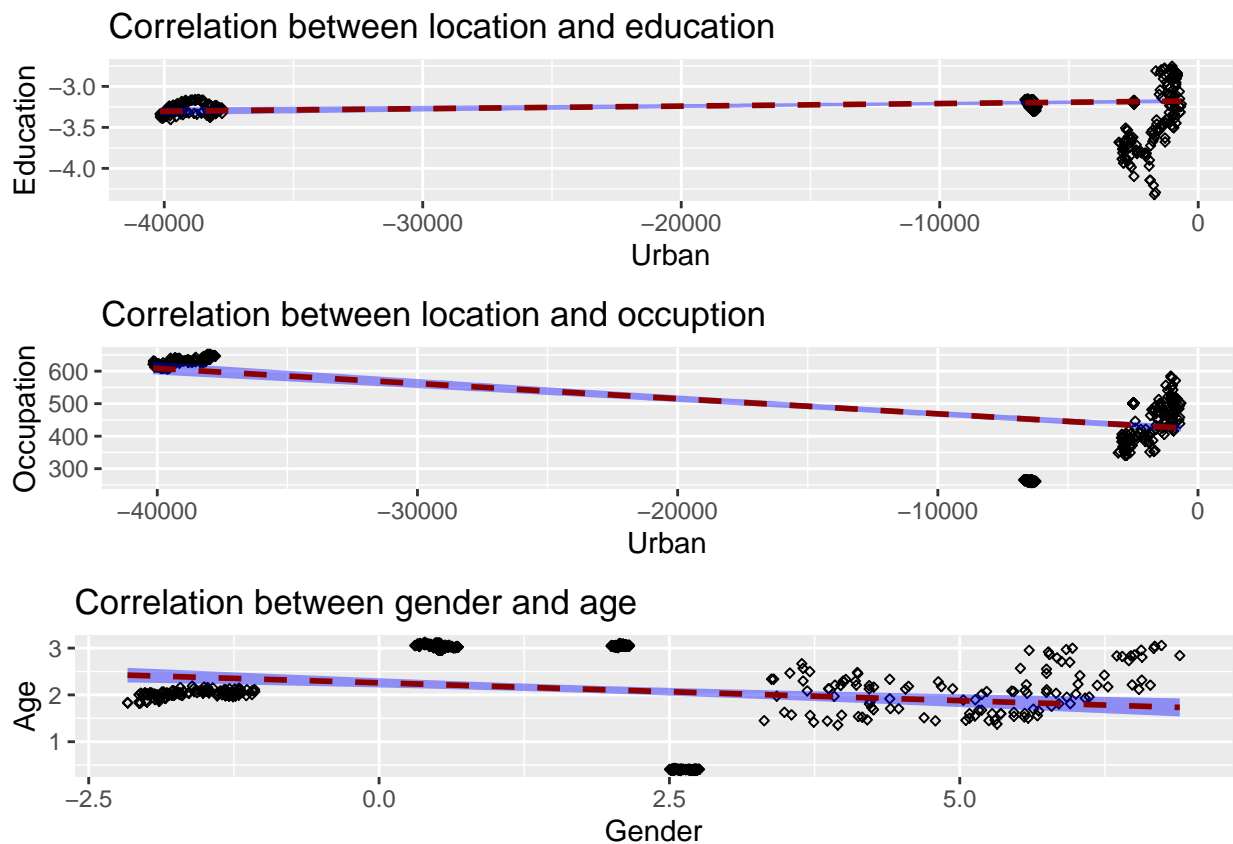 Correlation between location and education
Education
−3.0
−3.5
−4.0
−40000 −30000 −20000 −10000 0
Urban
Correlation between location and occuption
Occupation
600
500
400
300
−40000 −30000 −20000 −10000 0
Urban
Correlation between gender and age
Age
3
2
1
−2.5 0.0 2.5 5.0
Gender